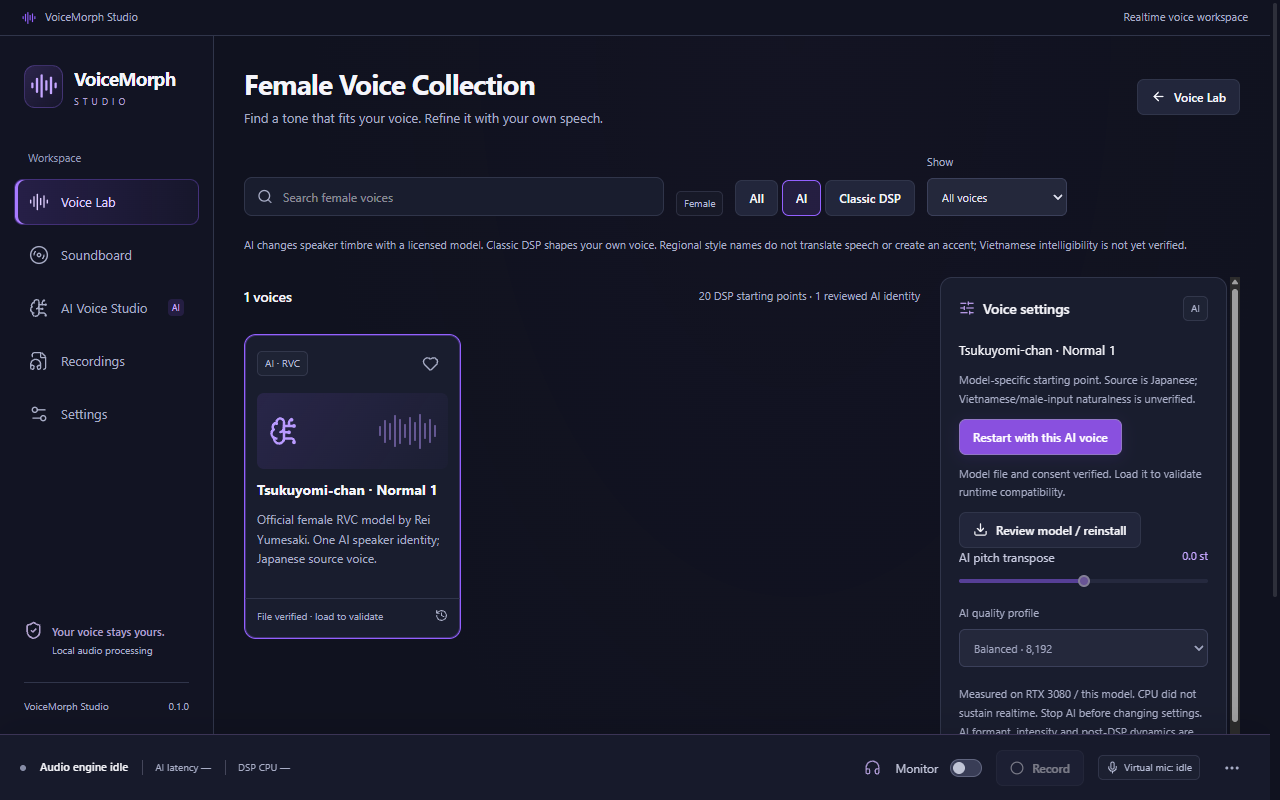 VoiceMorph Studio
Realtime voice workspace
VoiceMorph
STUDIO
Workspace
Voice Lab
Soundboard
AI Voice Studio AI
Recordings
Settings
Your voice stays yours.
Local audio processing
VoiceMorph Studio 0.1.0
Female Voice Collection
Find a tone that fits your voice. Refine it with your own speech.
Voice Lab
Search female voices
Female
All
AI
Classic DSP
Show
All voices
AI changes speaker timbre with a licensed model. Classic DSP shapes your own voice. Regional style names do not translate speech or create an accent; Vietnamese intelligibility is not yet verified.
1 voices
20 DSP starting points · 1 reviewed AI identity
AI · RVC
Tsukuyomi-chan · Normal 1
Official female RVC model by Rei
Yumesaki. One AI speaker identity;
Japanese source voice.
File verified · load to validate
Voice settings
AI
Tsukuyomi-chan · Normal 1
Model-specific starting point. Source is Japanese;
Vietnamese/male-input naturalness is unverified.
Restart with this AI voice
Model file and consent verified. Load it to validate
runtime compatibility.
Review model / reinstall
AI pitch transpose 0.0 st
AI quality profile
Balanced · 8,192
Measured on RTX 3080 / this model. CPU did not
sustain realtime. Stop AI before changing settings.
AI formant, intensity and post-DSP dynamics are
Audio engine idle
AI latency —
DSP CPU —
Monitor
Record
Virtual mic: idle